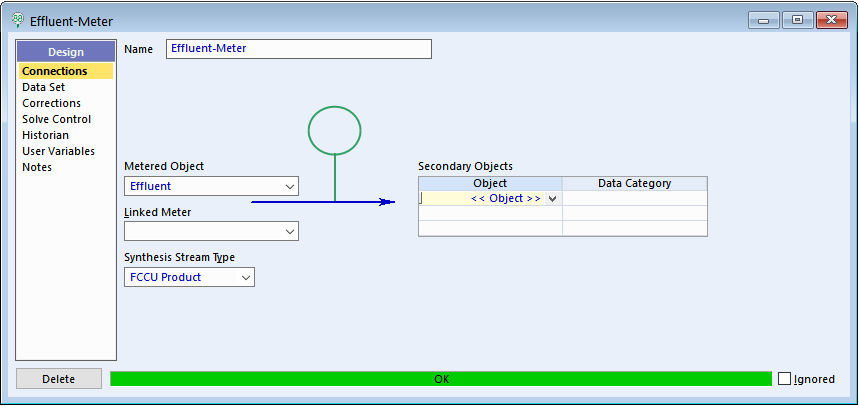 Effluent-Meter
Design
Connections
Data Set
Corrections
Solve Control
Historian
User Variables
Notes
Name Effluent-Meter
Metered Object
Effluent
Linked Meter
Synthesis Stream Type
FCCU Product
Secondary Objects
Object Data Category
<< Object >>
Delete OK Ignored